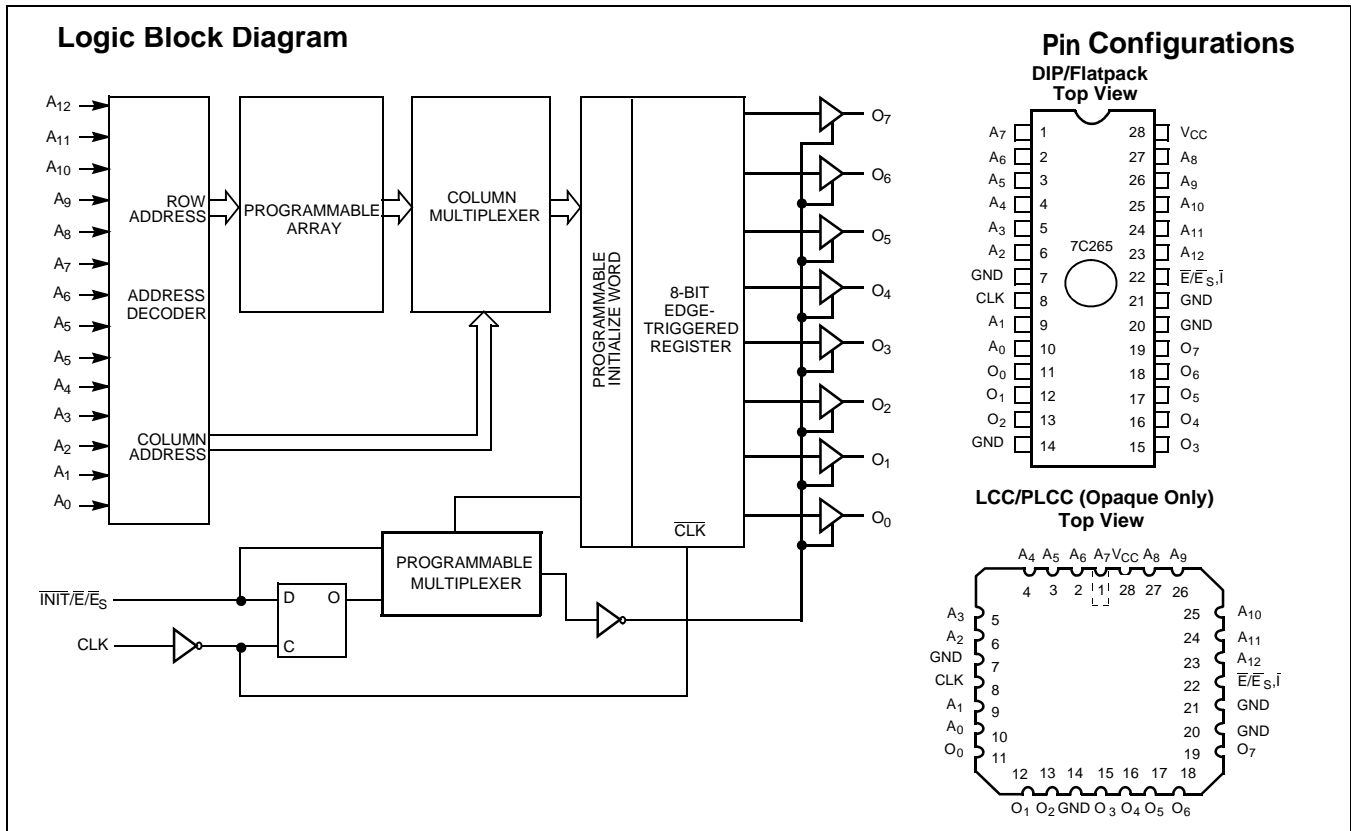 Logic Block Diagram
A12
A11
A10
A9
A8
A7
A6
A5
A5
A4
A3
A2
A1
A0
ROW
ADDRESS
ADDRESS
DECODER
COLUMN
ADDRESS
PROGRAMMABLE
ARRAY
COLUMN
MULTIPLEXER
PROGRAMMABLE
INITIALIZE WORD
8-BIT
EDGE-
TRIGGERED
REGISTER
C̅L̅K̅
O7
O6
O5
O4
O3
O2
O1
O0
PROGRAMMABLE
MULTIPLEXER
I̅N̅I̅T̅/E̅/E̅S
D O
C
CLK
Pin Configurations
DIP/Flatpack
Top View
A7 1 28 VCC
A6 2 27 A8
A5 3 26 A9
A4 4 25 A10
A3 5 24 A11
A2 6 7C265 23 A12
GND 7 22 E̅/E̅S,I̅
CLK 8 21 GND
A1 9 20 GND
A0 10 19 O7
O0 11 18 O6
O1 12 17 O5
O2 13 16 O4
GND 14 15 O3
LCC/PLCC (Opaque Only)
Top View
A4 A5 A6 A7 VCC A8 A9
4 3 2 1 28 27 26
A3 5 25 A10
A2 6 24 A11
GND 7 23 A12
CLK 8 22 E̅/E̅S,I̅
A1 9 21 GND
A0 10 20 GND
O0 11 19 O7
12 13 14 15 16 17 18
O1 O2 GND O3 O4 O5 O6